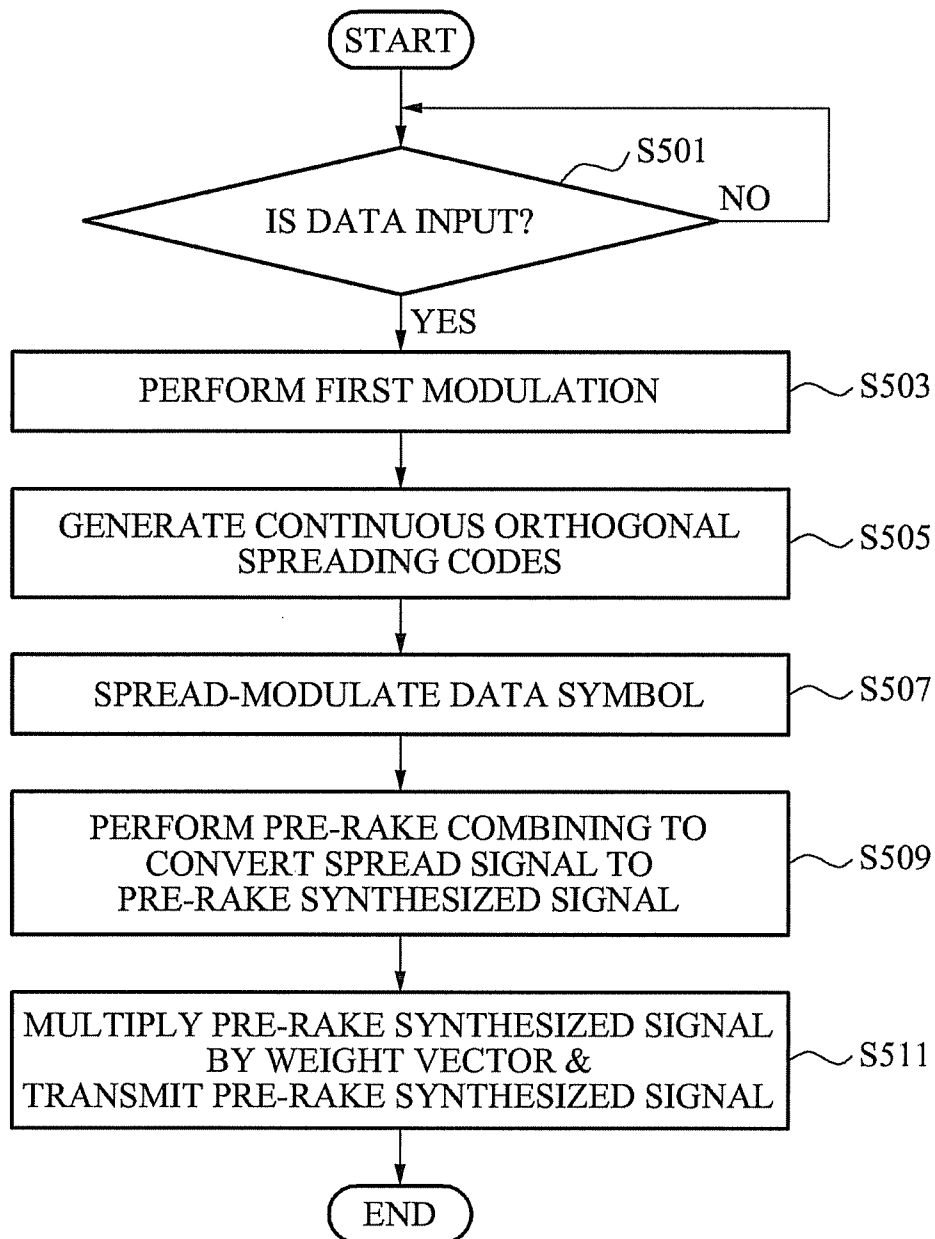 START
S501
IS DATA INPUT?
NO
YES
PERFORM FIRST MODULATION
S503
GENERATE CONTINUOUS ORTHOGONAL
SPREADING CODES
S505
SPREAD-MODULATE DATA SYMBOL
S507
PERFORM PRE-RAKE COMBINING TO
CONVERT SPREAD SIGNAL TO
PRE-RAKE SYNTHESIZED SIGNAL
S509
MULTIPLY PRE-RAKE SYNTHESIZED SIGNAL
BY WEIGHT VECTOR &
TRANSMIT PRE-RAKE SYNTHESIZED SIGNAL
S511
END